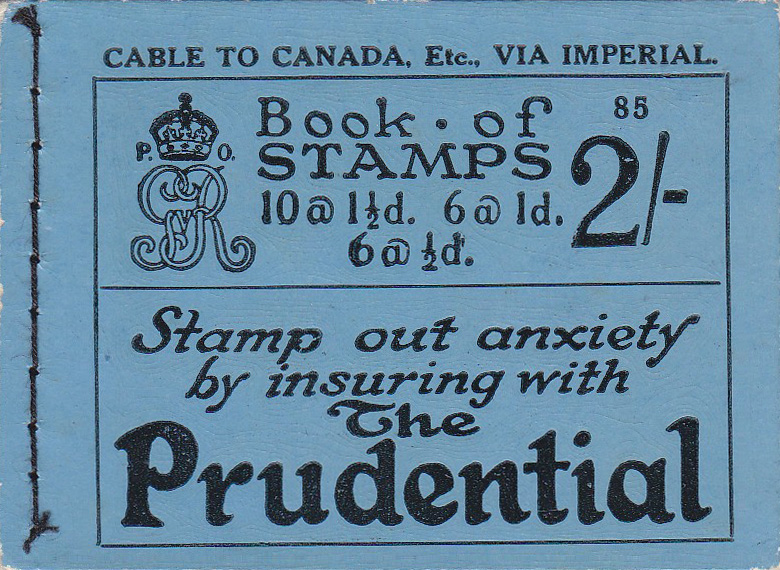 CABLE TO CANADA, Etc., VIA IMPERIAL.
85
Book · of
STAMPS
P. O.
GvR
2/-
10@1½d. 6@1d.
6@½d.
Stamp out anxiety
by insuring with
The
Prudential